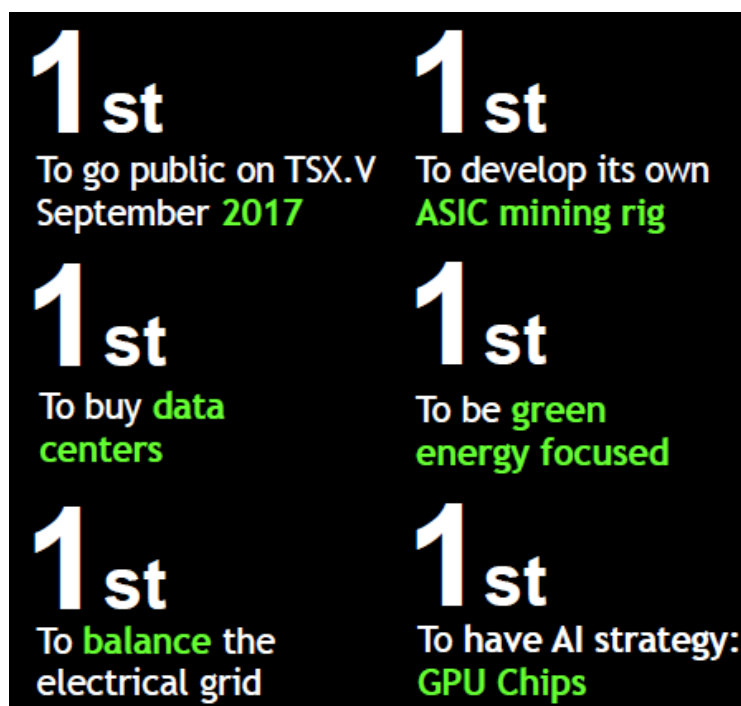 1st
To go public on TSX.V
September 2017
1st
To develop its own
ASIC mining rig
1st
To buy data
centers
1st
To be green
energy focused
1st
To balance the
electrical grid
1st
To have AI strategy:
GPU Chips